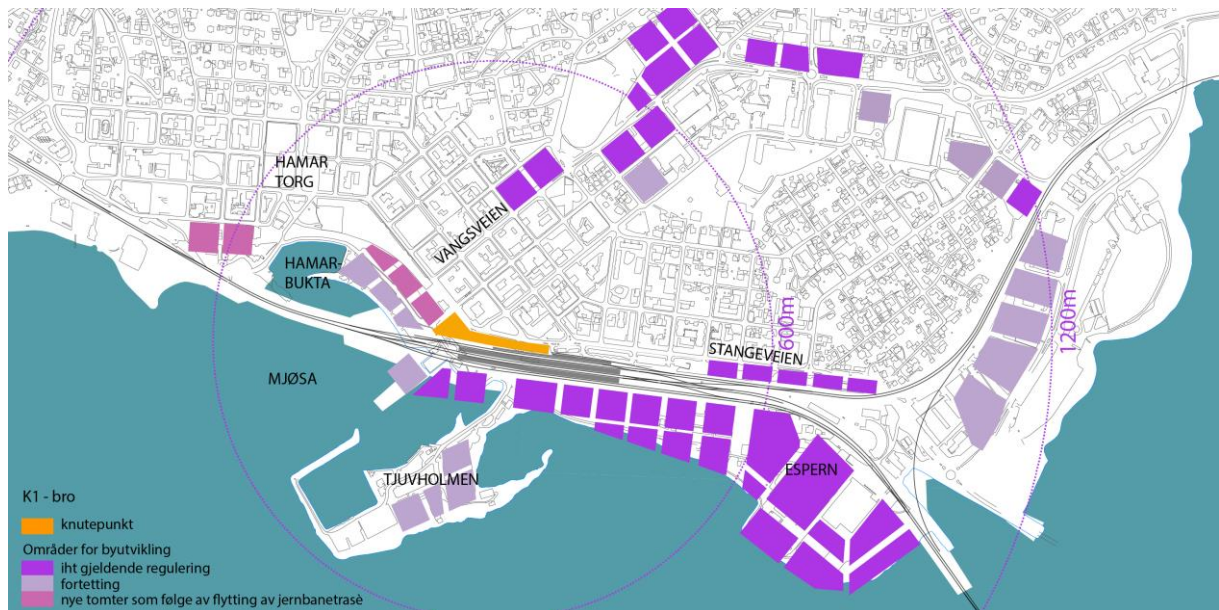 HAMAR
TORG
VANGSVEIEN
HAMAR-
BUKTA
600m
1200m
STANGEVEIEN
MJØSA
ESPERN
TJUVHOLMEN
K1 - bro
knutepunkt
Områder for byutvikling
iht gjeldende regulering
fortetting
nye tomter som følge av flytting av jernbanetrasè